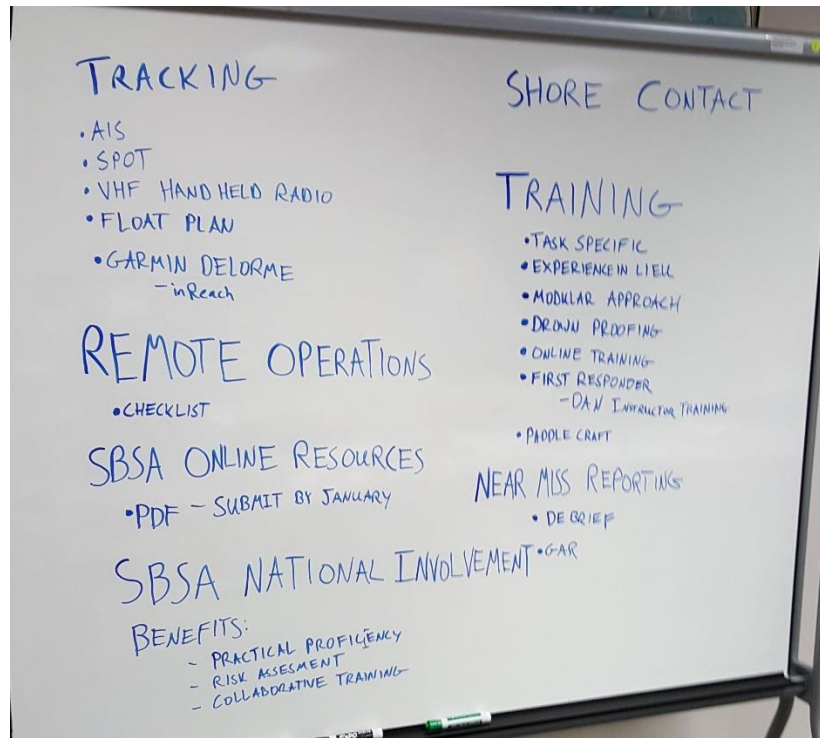 TRACKING
• AIS
• SPOT
• VHF HANDHELD RADIO
• FLOAT PLAN
• GARMIN DELORME
- inReach
REMOTE OPERATIONS
• CHECKLIST
SBSA ONLINE RESOURCES
• PDF - SUBMIT BY JANUARY
SHORE CONTACT
TRAINING
• TASK SPECIFIC
• EXPERIENCE IN LIEU
• MODULAR APPROACH
• DROWN PROOFING
• ONLINE TRAINING
• FIRST RESPONDER
- DAN INSTRUCTOR TRAINING
• PADDLE CRAFT
NEAR MISS REPORTING
• DEBRIEF
• GAR
SBSA NATIONAL INVOLVEMENT
BENEFITS:
- PRACTICAL PROFICIENCY
- RISK ASSESMENT
- COLLABORATIVE TRAINING